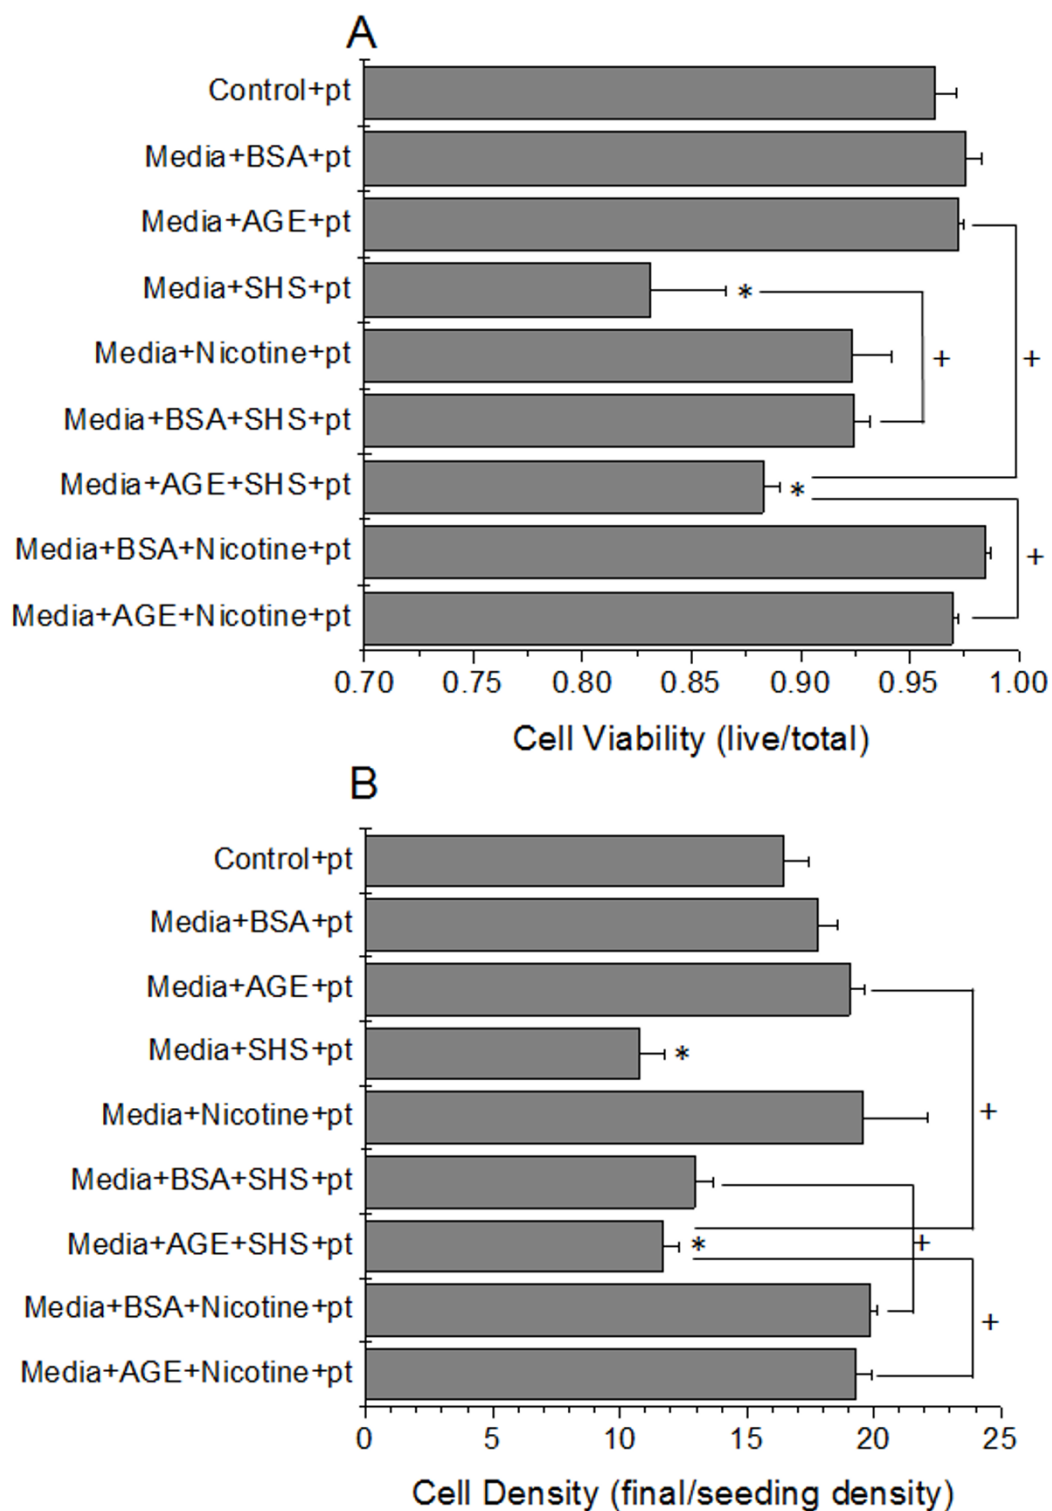 A
Control+pt
Media+BSA+pt
Media+AGE+pt
Media+SHS+pt
*
Media+Nicotine+pt
+
+
Media+BSA+SHS+pt
Media+AGE+SHS+pt
*
Media+BSA+Nicotine+pt
+
Media+AGE+Nicotine+pt
0.70 0.75 0.80 0.85 0.90 0.95 1.00
Cell Viability (live/total)
B
Control+pt
Media+BSA+pt
Media+AGE+pt
Media+SHS+pt
*
Media+Nicotine+pt
+
Media+BSA+SHS+pt
Media+AGE+SHS+pt
*
+
Media+BSA+Nicotine+pt
+
Media+AGE+Nicotine+pt
0 5 10 15 20 25
Cell Density (final/seeding density)